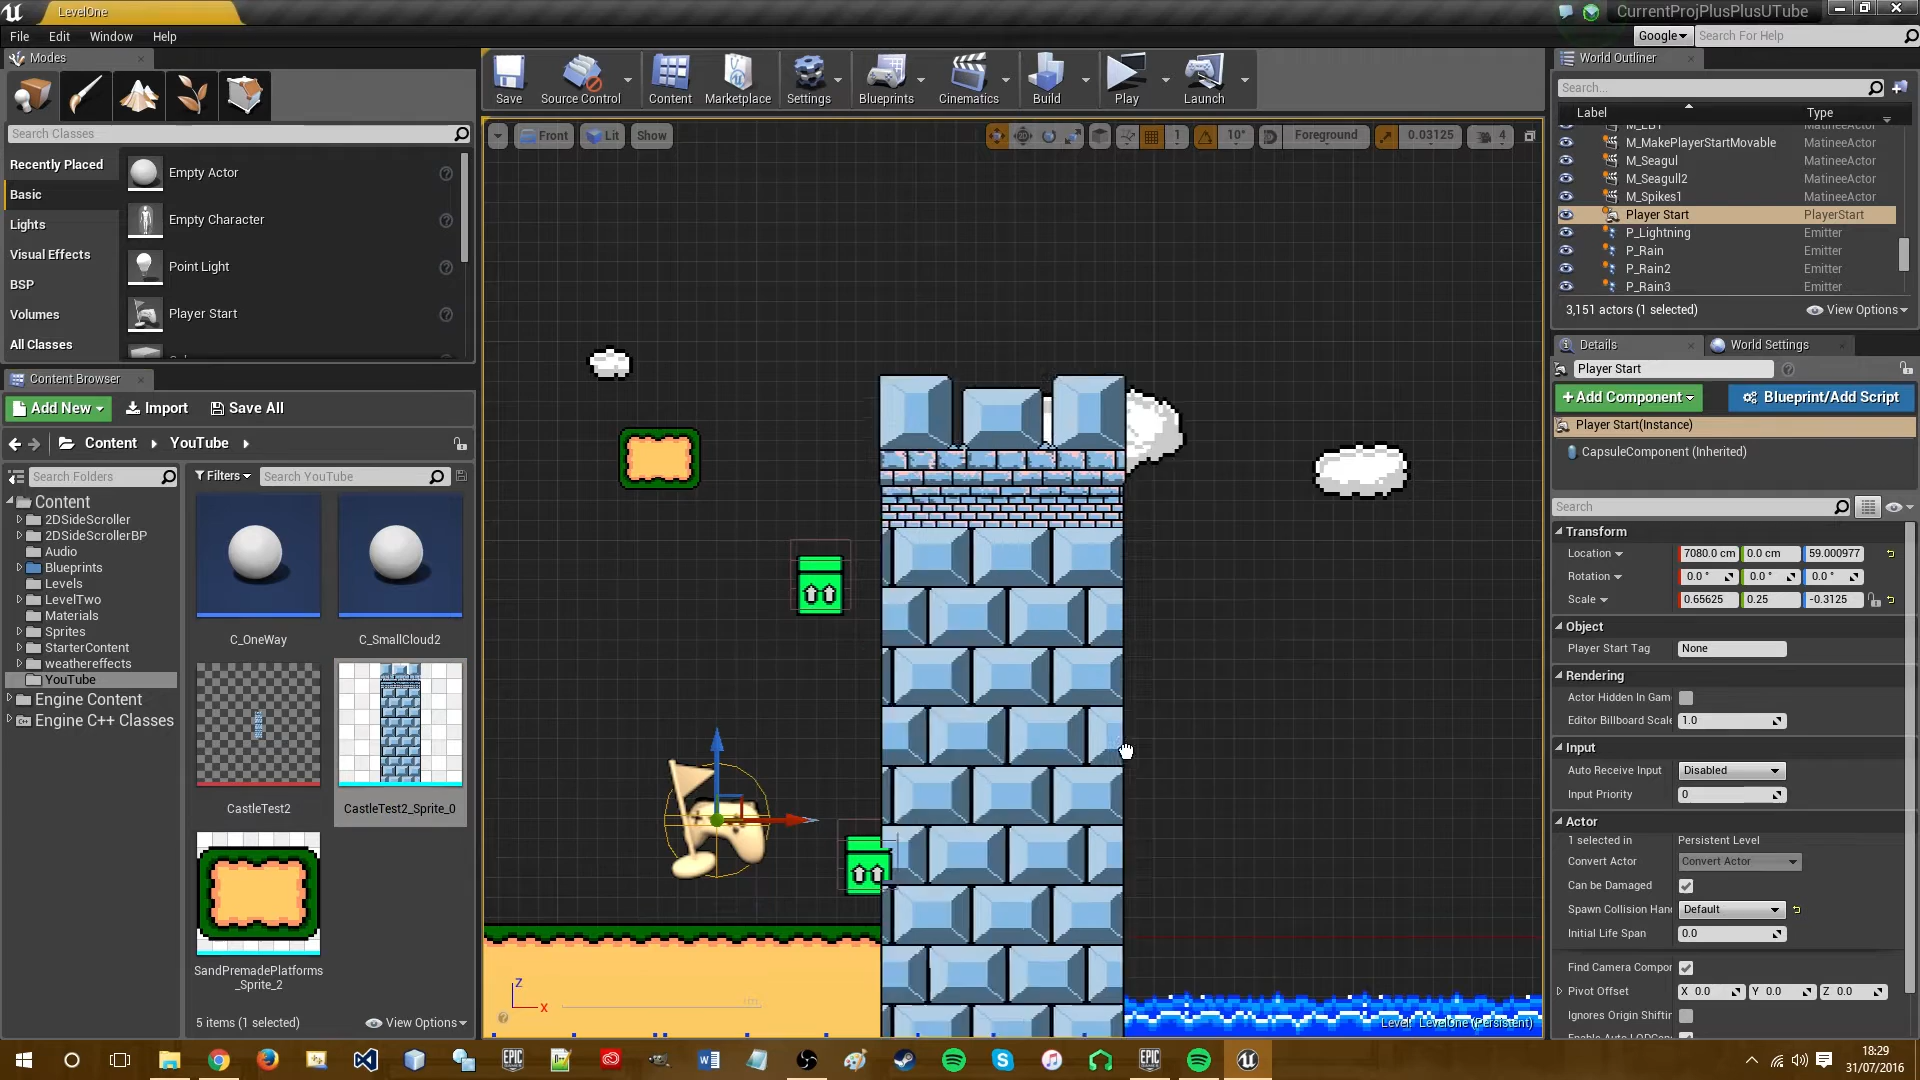 LevelOne
CurrentProjPlusPlusUTube
File Edit Window Help
Google Search For Help
Modes
Search Classes
Recently Placed
Basic
Lights
Visual Effects
BSP
Volumes
All Classes
Empty Actor
Empty Character
Point Light
Player Start
Save
Source Control
Content
Marketplace
Settings
Blueprints
Cinematics
Build
Play
Launch
Front
Lit
Show
1
10°
Foreground
0.03125
4
World Outliner
Search...
Label Type
M_MakePlayerStartMovable MatineeActor
M_Seagul MatineeActor
M_Seagull2 MatineeActor
M_Spikes1 MatineeActor
Player Start PlayerStart
P_Lightning Emitter
P_Rain Emitter
P_Rain2 Emitter
P_Rain3 Emitter
3,151 actors (1 selected) View Options
Content Browser
Add New Import Save All
Content YouTube
Search Folders
Filters Search YouTube
Content
2DSideScroller
2DSideScrollerBP
Audio
Blueprints
Levels
LevelTwo
Materials
Sprites
StarterContent
weathereffects
YouTube
Engine Content
Engine C++ Classes
C_OneWay
C_SmallCloud2
CastleTest2
CastleTest2_Sprite_0
SandPremadePlatforms
_Sprite_2
5 items (1 selected) View Options
Z
X
Level: LevelOne (Persistent)
Details World Settings
Player Start
+Add Component Blueprint/Add Script
Player Start(Instance)
CapsuleComponent (Inherited)
Search
Transform
Location 7080.0 cm 0.0 cm 59.000977
Rotation 0.0 ° 0.0 ° 0.0 °
Scale 0.65625 0.25 -0.3125
Object
Player Start Tag None
Rendering
Actor Hidden In Gam
Editor Billboard Scale 1.0
Input
Auto Receive Input Disabled
Input Priority 0
Actor
1 selected in Persistent Level
Convert Actor Convert Actor
Can be Damaged
Spawn Collision Hanc Default
Initial Life Span 0.0
Find Camera Compor
Pivot Offset X 0.0 Y 0.0 Z 0.0
Ignores Origin Shiftir
EPIC GAMES
EPIC GAMES
18:29
31/07/2016